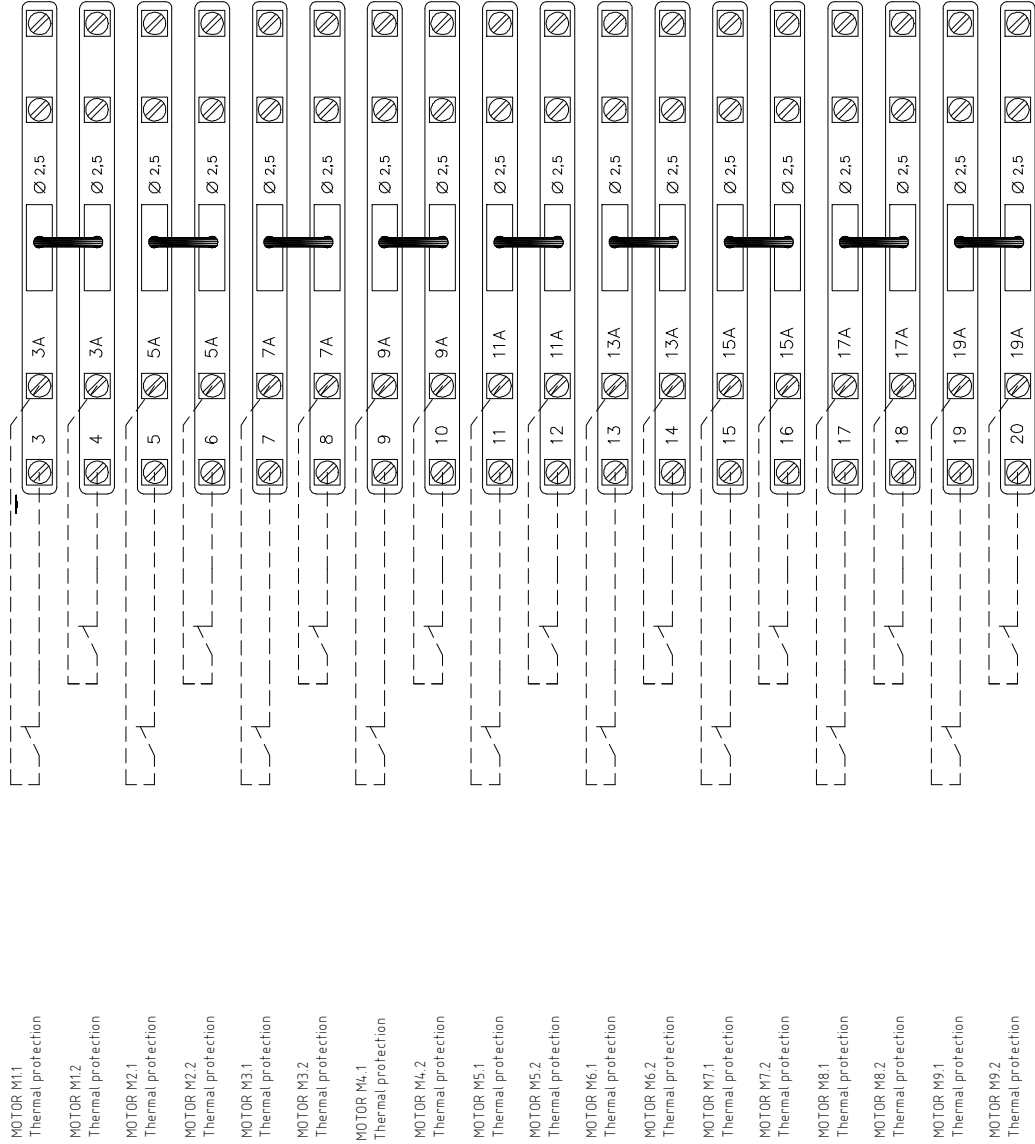 Ø 2,5
3A
3
MOTOR M1.1
Thermal protection
Ø 2,5
3A
4
MOTOR M1.2
Thermal protection
Ø 2,5
5A
5
MOTOR M2.1
Thermal protection
Ø 2,5
5A
6
MOTOR M2.2
Thermal protection
Ø 2,5
7A
7
MOTOR M3.1
Thermal protection
Ø 2,5
7A
8
MOTOR M3.2
Thermal protection
Ø 2,5
9A
9
MOTOR M4.1
Thermal protection
Ø 2,5
9A
10
MOTOR M4.2
Thermal protection
Ø 2,5
11A
11
MOTOR M5.1
Thermal protection
Ø 2,5
11A
12
MOTOR M5.2
Thermal protection
Ø 2,5
13A
13
MOTOR M6.1
Thermal protection
Ø 2,5
13A
14
MOTOR M6.2
Thermal protection
Ø 2,5
15A
15
MOTOR M7.1
Thermal protection
Ø 2,5
15A
16
MOTOR M7.2
Thermal protection
Ø 2,5
17A
17
MOTOR M8.1
Thermal protection
Ø 2,5
17A
18
MOTOR M8.2
Thermal protection
Ø 2,5
19A
19
MOTOR M9.1
Thermal protection
Ø 2,5
19A
20
MOTOR M9.2
Thermal protection